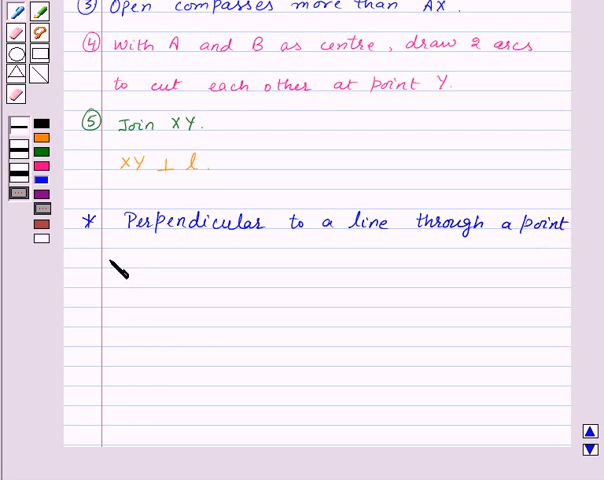 ③ Open compasses more than AX.
④ With A and B as centre, draw 2 arcs
to cut each other at point Y.
⑤ Join XY.
XY ⊥ l.
* Perpendicular to a line through a point